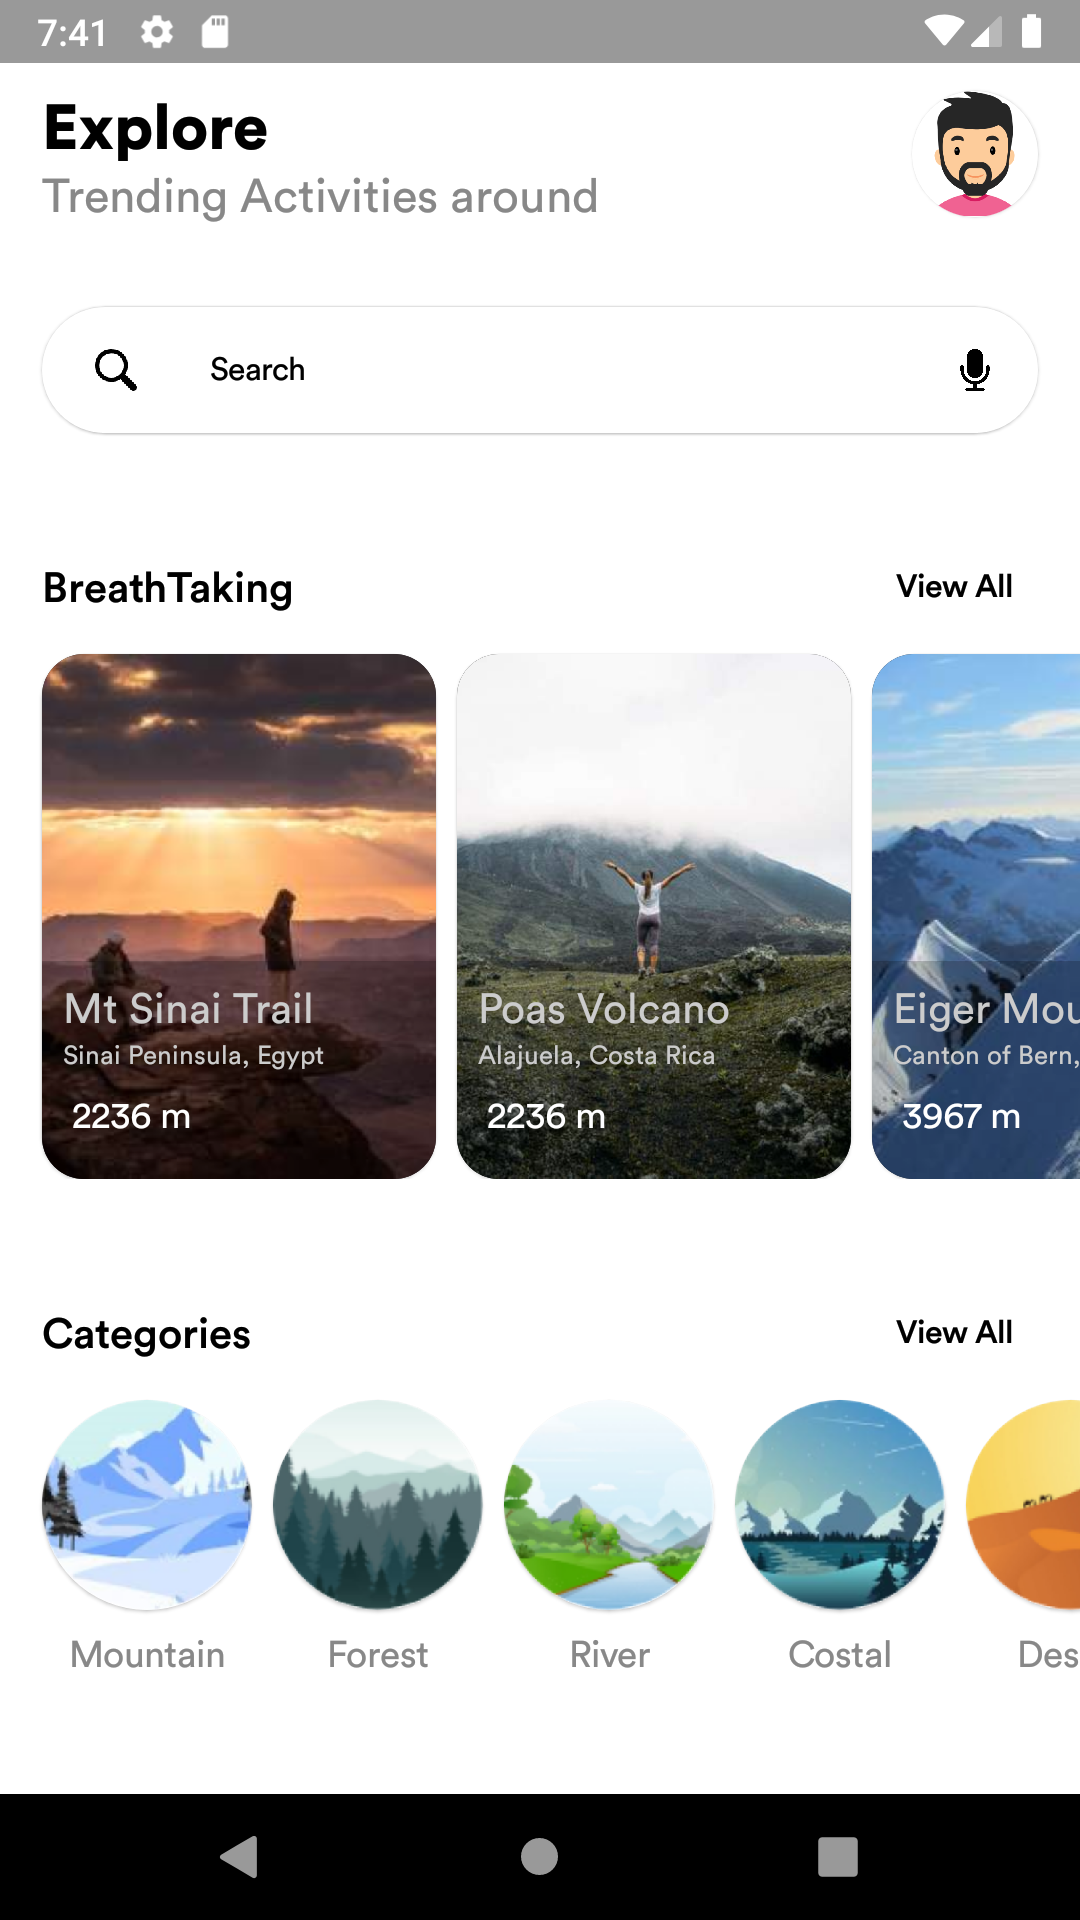 7:41
Explore
Trending Activities around
Search
BreathTaking
View All
Mt Sinai Trail
Sinai Peninsula, Egypt
2236 m
Poas Volcano
Alajuela, Costa Rica
2236 m
Eiger Mou
Canton of Bern,
3967 m
Categories
View All
Mountain
Forest
River
Costal
Des